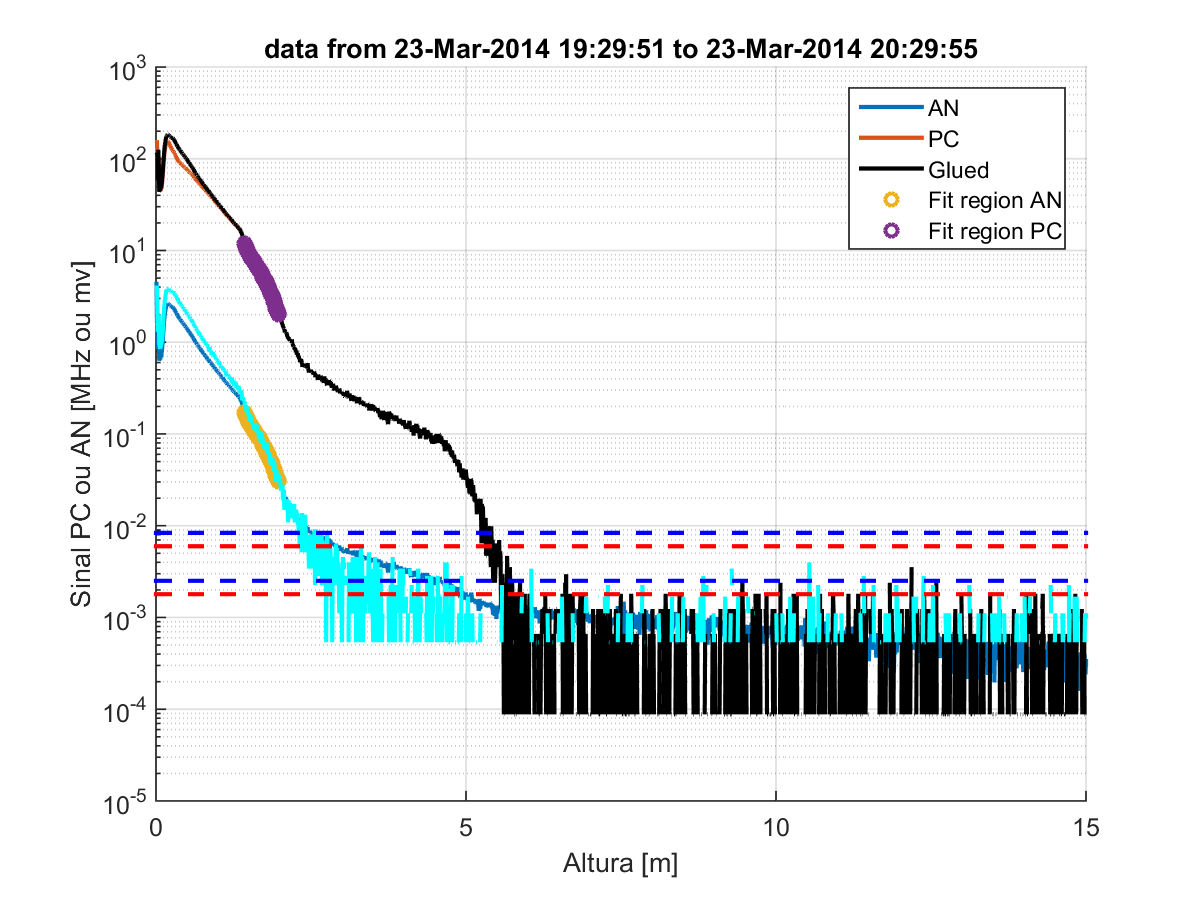 data from 23-Mar-2014 19:29:51 to 23-Mar-2014 20:29:55
10^3
10^2
10^1
10^0
10^-1
10^-2
10^-3
10^-4
10^-5
Sinal PC ou AN [MHz ou mv]
AN
PC
Glued
Fit region AN
Fit region PC
0
5
10
15
Altura [m]